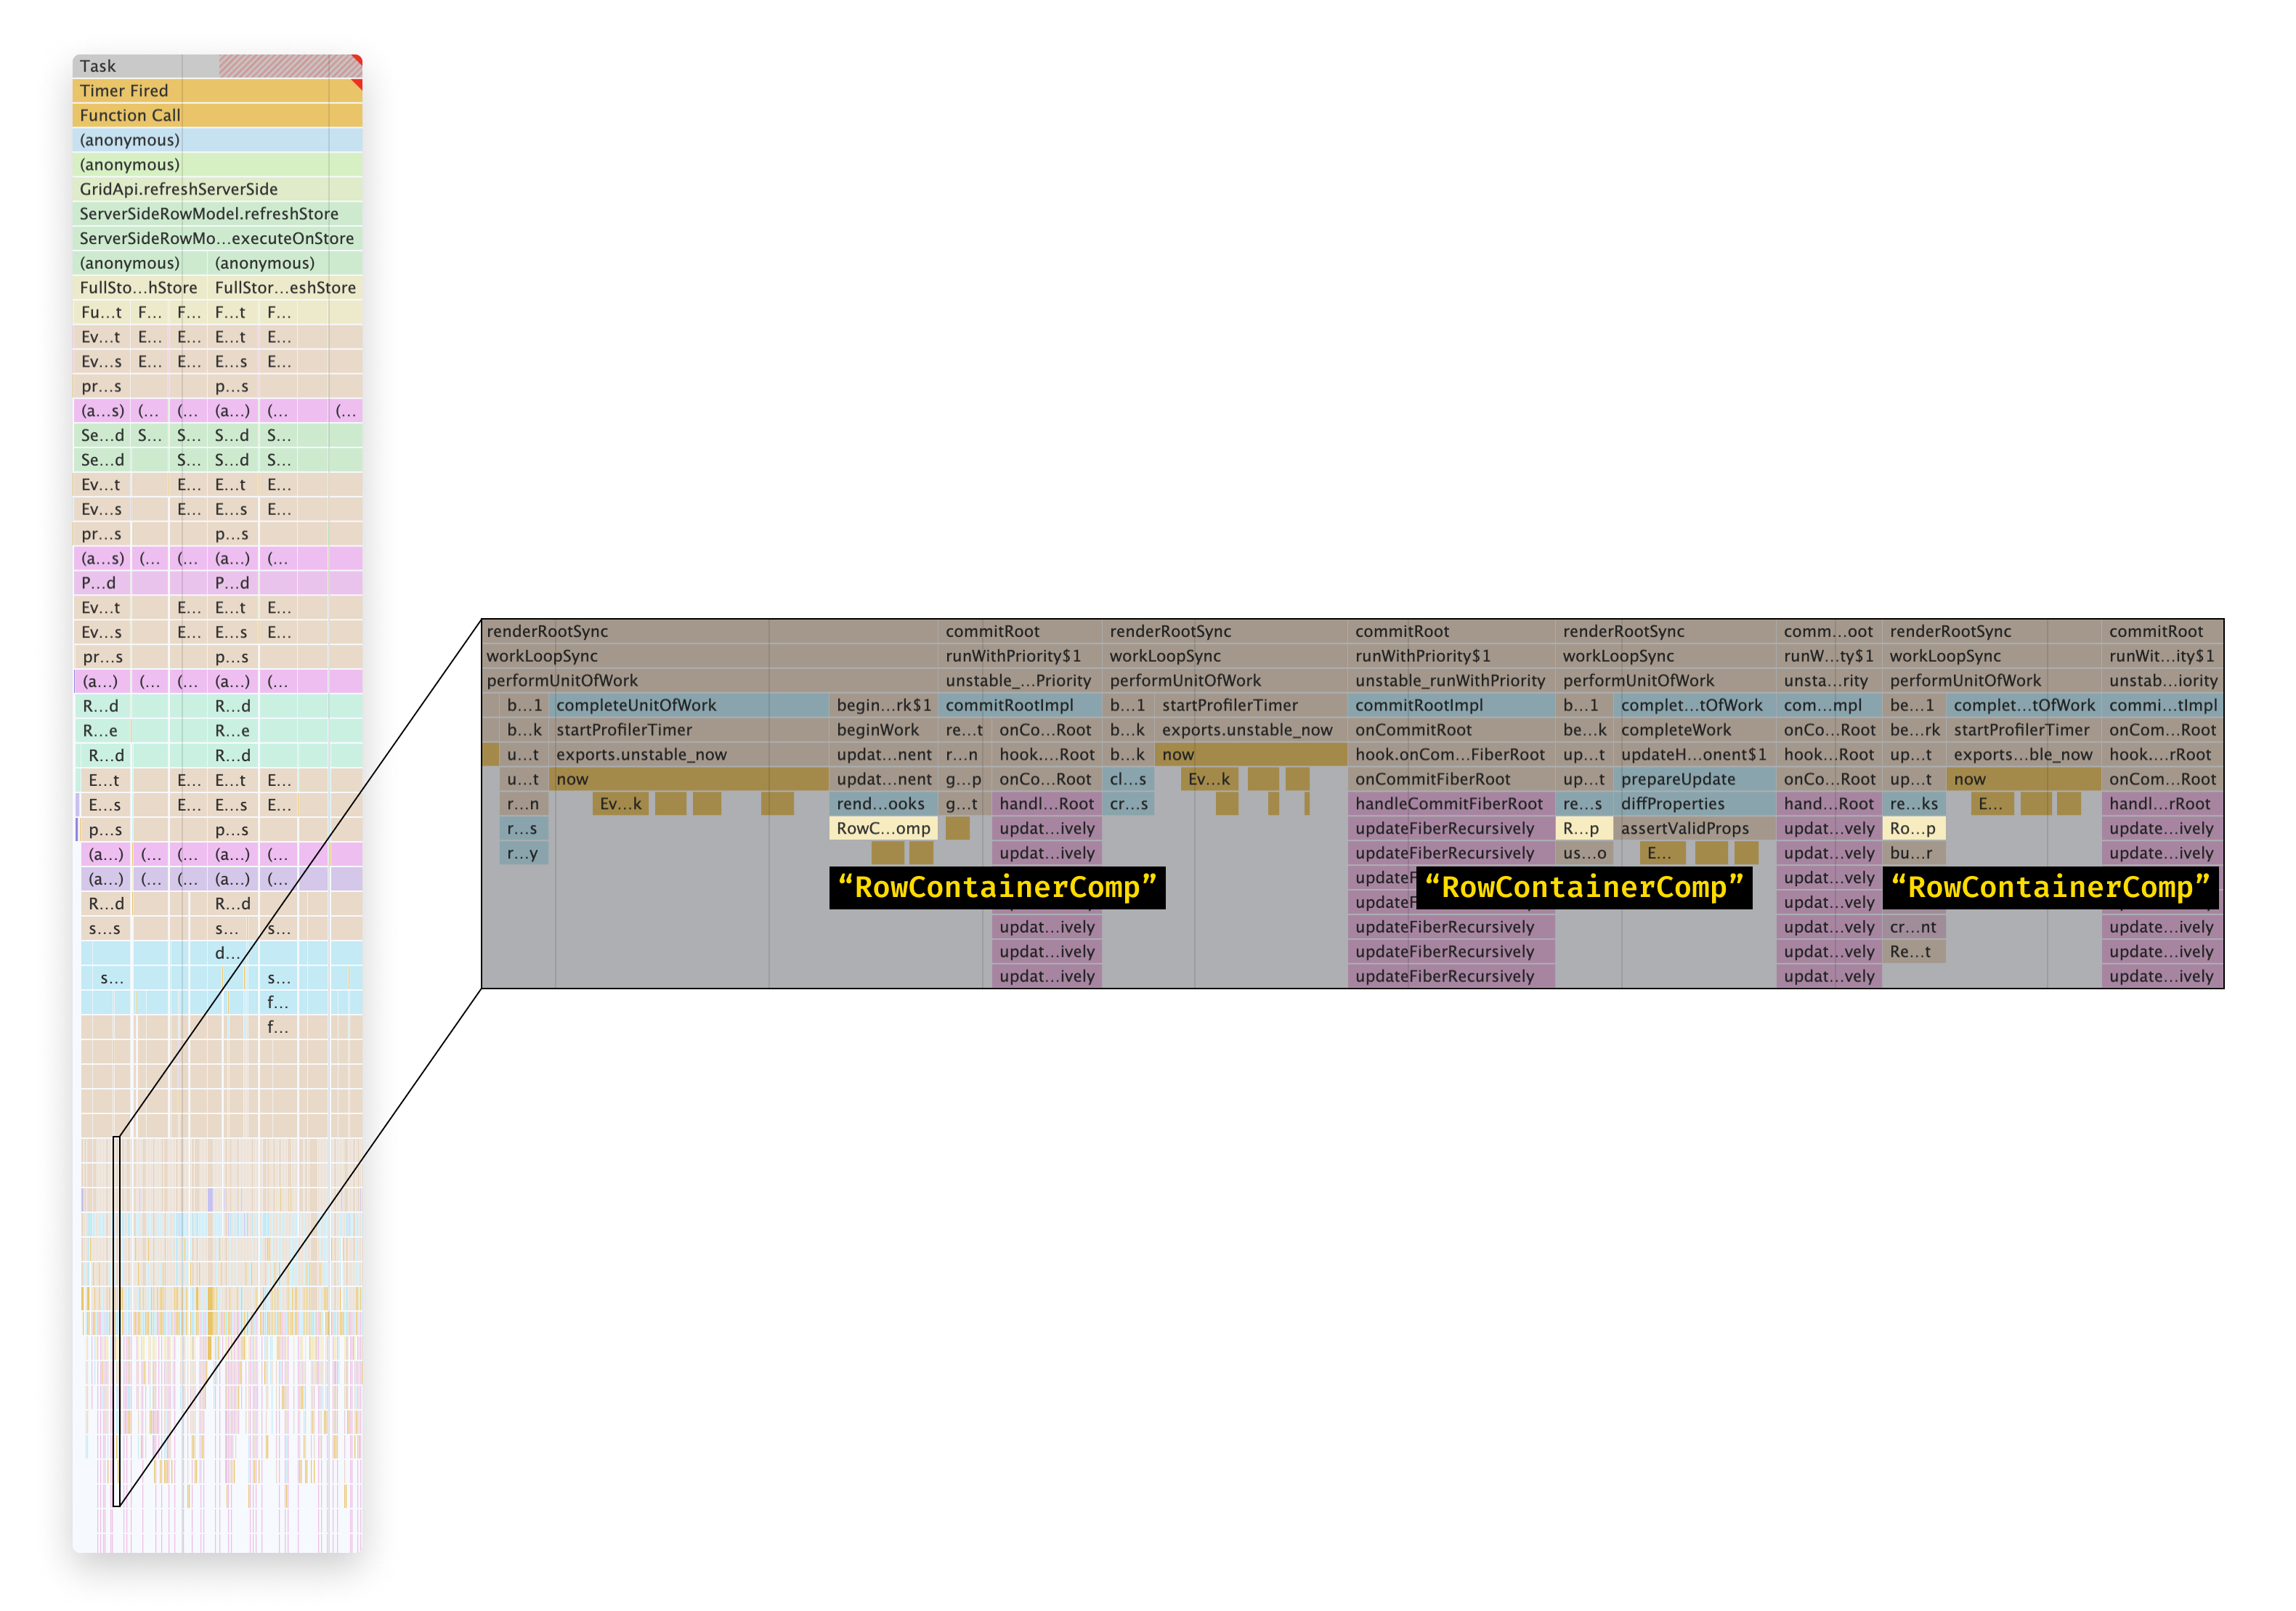 Task
Timer Fired
Function Call
(anonymous)
(anonymous)
GridApi.refreshServerSide
ServerSideRowModel.refreshStore
ServerSideRowMo…executeOnStore
(anonymous) (anonymous)
FullSto…hStore FullStor…eshStore
Fu…t F… F… F…t F…
Ev…t E… E… E…t E…
Ev…s E… E… E…s E…
pr…s p…s
(a…s) (… (… (a…) (… (…
Se…d S… S… S…d S…
Se…d S… S…d S…
Ev…t E… E…t E…
Ev…s E… E…s E…
pr…s p…s
(a…s) (… (… (a…) (…
P…d P…d
Ev…t E… E…t E…
Ev…s E… E…s E…
pr…s p…s
(a…) (… (… (a…) (…
R…d R…d
R…e R…e
R…d R…d
E…t E… E…t E…
E…s E… E…s E…
p…s p…s
(a…) (… (… (a…) (…
(a…) (… (… (a…) (…
R…d R…d
s…s s… s…
d…
s… s…
f…
f…
renderRootSync commitRoot renderRootSync commitRoot renderRootSync comm…oot renderRootSync commitRoot
workLoopSync runWithPriority$1 workLoopSync runWithPriority$1 workLoopSync runW…ty$1 workLoopSync runWit…ity$1
performUnitOfWork unstable_…Priority performUnitOfWork unstable_runWithPriority performUnitOfWork unsta…rity performUnitOfWork unstab…iority
b…1 completeUnitOfWork begin…rk$1 commitRootImpl b…1 startProfilerTimer commitRootImpl b…1 complet…tOfWork com…mpl be…1 complet…tOfWork commi…tImpl
b…k startProfilerTimer beginWork re…t onCo…Root b…k exports.unstable_now onCommitRoot be…k completeWork onCo…Root be…rk startProfilerTimer onCom…Root
u…t exports.unstable_now updat…nent r…n hook….Root b…k now hook.onCom…FiberRoot up…t updateH…onent$1 hook….Root up…t exports…ble_now hook….rRoot
u…t now updat…nent g…p onCo…Root cl…s Ev…k onCommitFiberRoot up…t prepareUpdate onCo…Root up…t now onCom…Root
r…n Ev…k rend…ooks g…t handl…Root cr…s handleCommitFiberRoot re…s diffProperties hand…Root re…ks E… handl…rRoot
r…s RowC…omp updat…ively updateFiberRecursively R…p assertValidProps updat…vely Ro…p update…ively
r…y updat…ively updateFiberRecursively us…o E… updat…vely bu…r update…ively
“RowContainerComp” updateF “RowContainerComp” updat…vely “RowContainerComp”
updateF updat…vely
updat…ively updateFiberRecursively updat…vely cr…nt update…ively
updat…ively updateFiberRecursively updat…vely Re…t update…ively
updat…ively updateFiberRecursively updat…vely update…ively